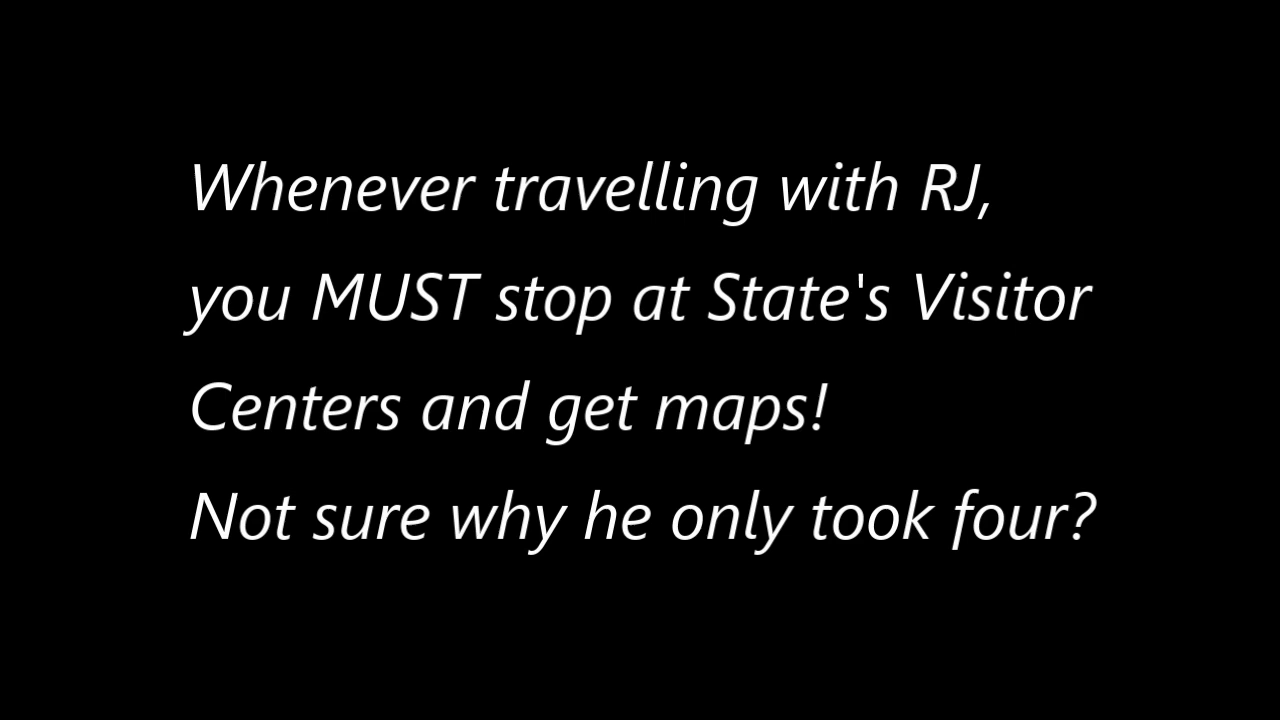 Whenever travelling with RJ,
you MUST stop at State's Visitor
Centers and get maps!
Not sure why he only took four?